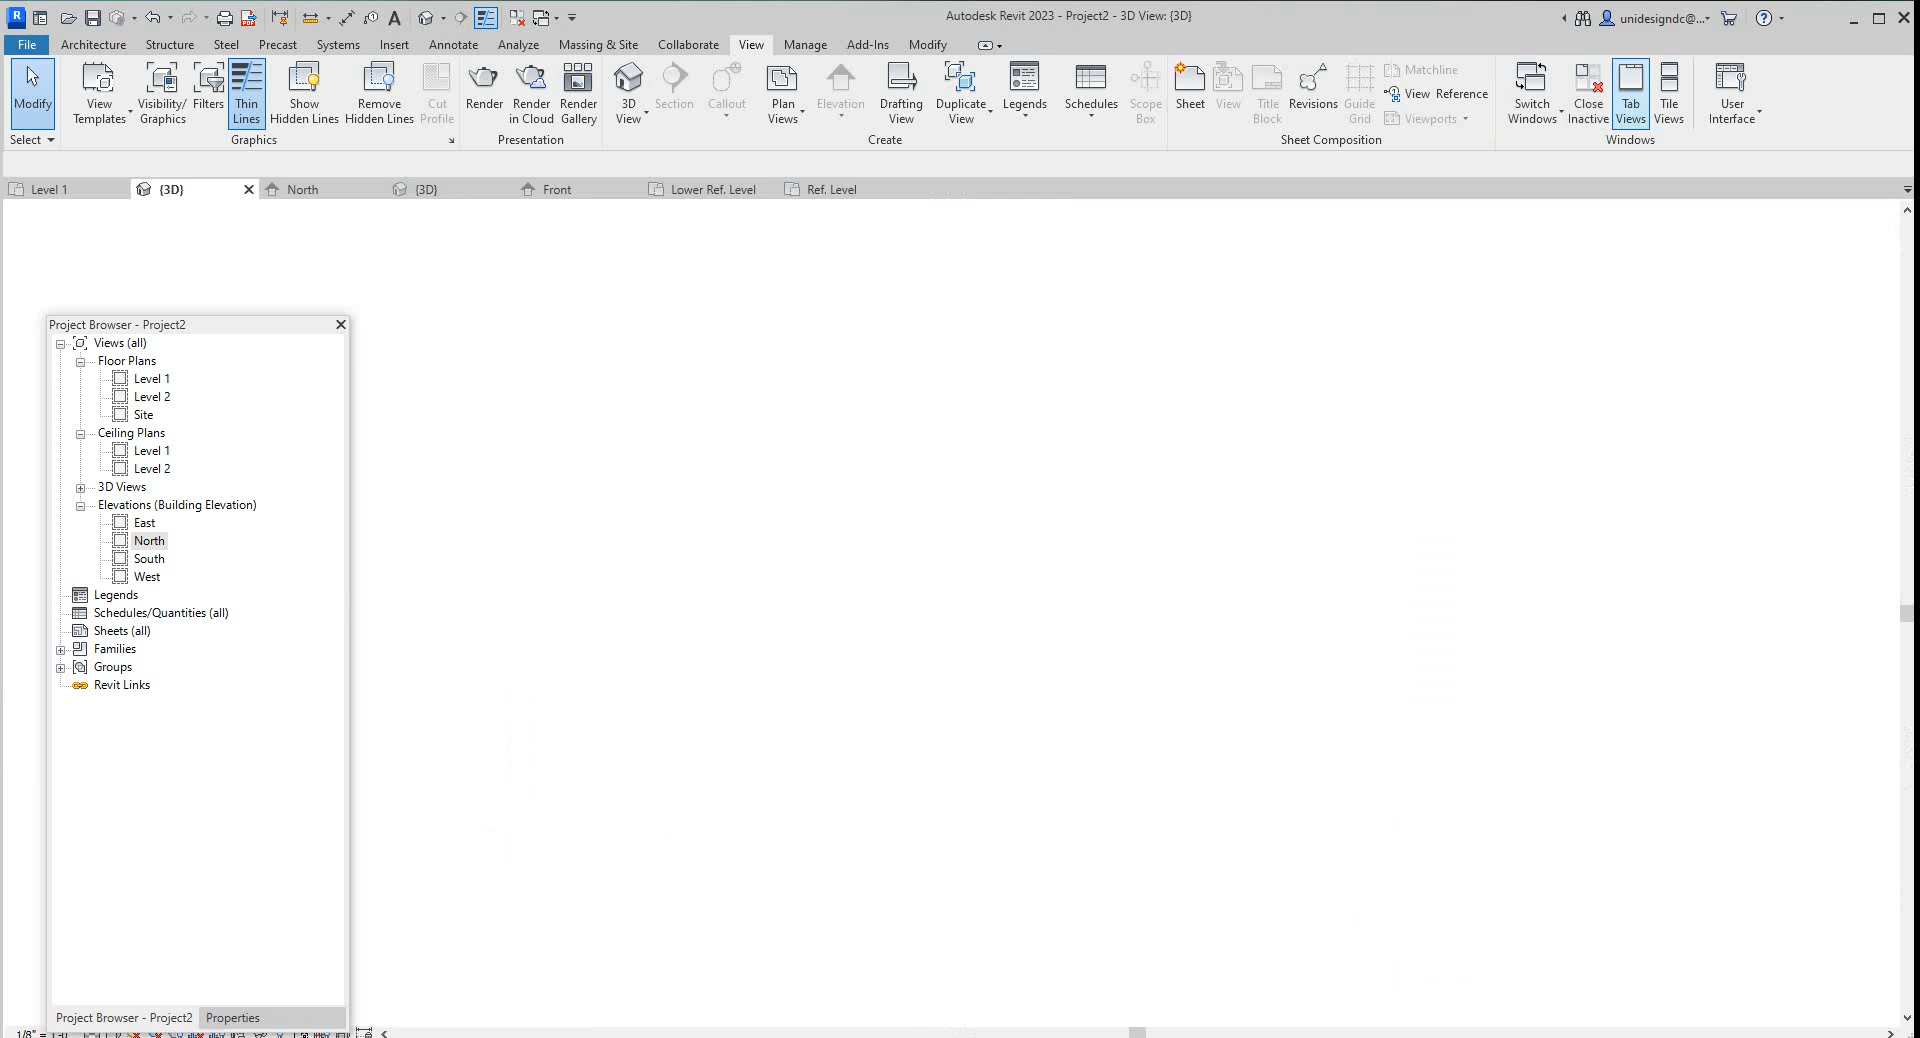 Autodesk Revit 2023 - Project2 - 3D View: {3D}
unidesigndc@...
File Architecture Structure Steel Precast Systems Insert Annotate Analyze Massing & Site Collaborate View Manage Add-Ins Modify
Modify
View Templates
Visibility/ Graphics
Filters
Thin Lines
Show Hidden Lines
Remove Hidden Lines
Cut Profile
Render
Render in Cloud
Render Gallery
3D View
Section
Callout
Plan Views
Elevation
Drafting View
Duplicate View
Legends
Schedules
Scope Box
Sheet
View
Title Block
Revisions
Guide Grid
Matchline
View Reference
Viewports
Switch Windows
Close Inactive
Tab Views
Tile Views
User Interface
Select Graphics Presentation Create Sheet Composition Windows
Level 1 {3D} North {3D} Front Lower Ref. Level Ref. Level
Project Browser - Project2
Views (all)
Floor Plans
Level 1
Level 2
Site
Ceiling Plans
Level 1
Level 2
3D Views
Elevations (Building Elevation)
East
North
South
West
Legends
Schedules/Quantities (all)
Sheets (all)
Families
Groups
Revit Links
Project Browser - Project2 Properties